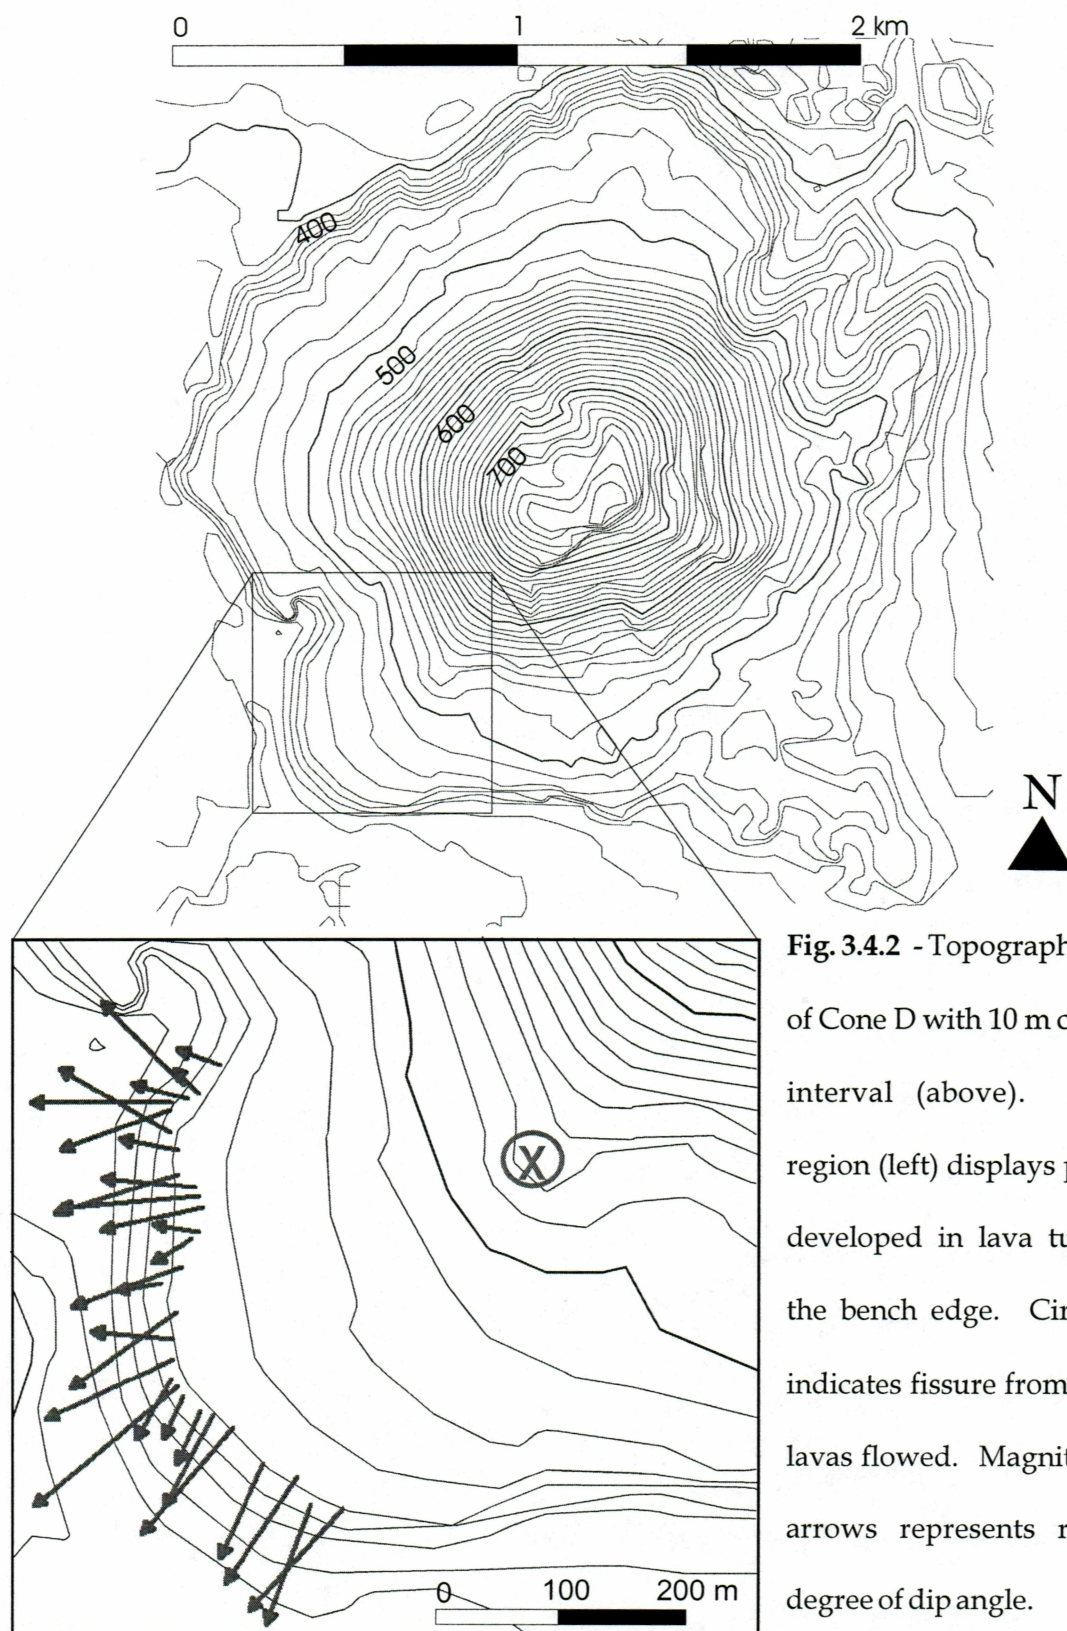 0 1 2 km
400
500
600
700
N
X
0 100 200 m
Fig. 3.4.2 - Topograph
of Cone D with 10 m c
interval (above).
region (left) displays
developed in lava tu
the bench edge. Cir
indicates fissure from
lavas flowed. Magnit
arrows represents r
degree of dip angle.